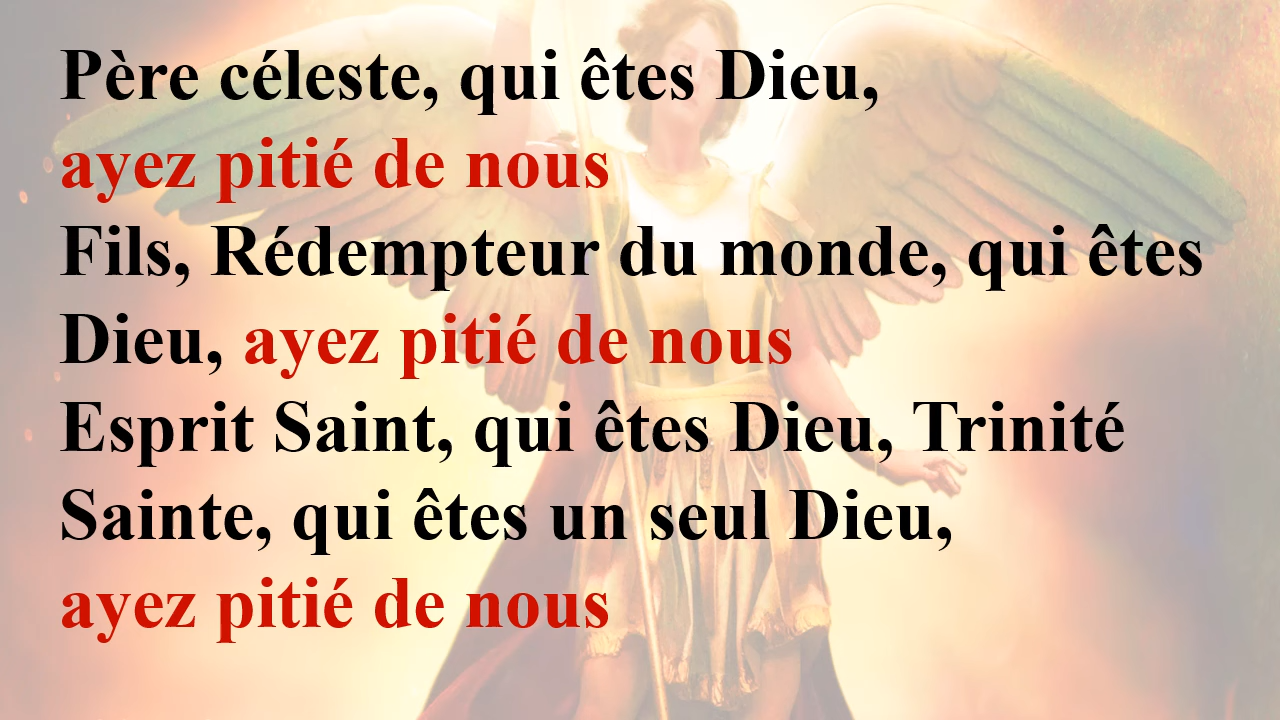 Père céleste, qui êtes Dieu,
ayez pitié de nous
Fils, Rédempteur du monde, qui êtes
Dieu, ayez pitié de nous
Esprit Saint, qui êtes Dieu, Trinité
Sainte, qui êtes un seul Dieu,
ayez pitié de nous